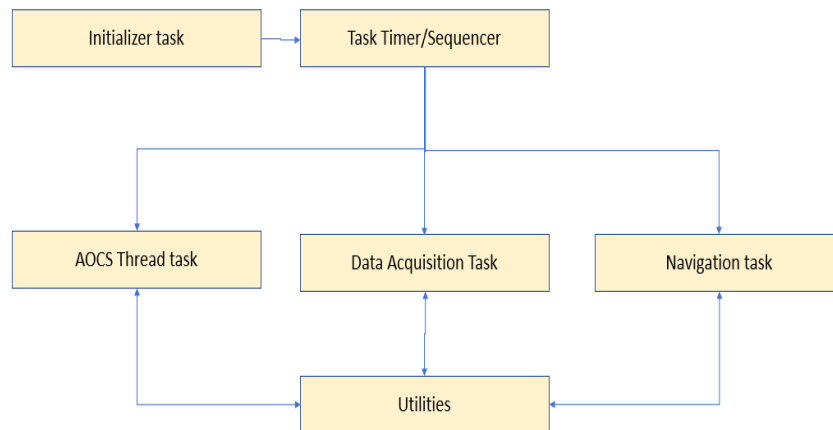 Initializer task
Task Timer/Sequencer
AOCS Thread task
Data Acquisition Task
Navigation task
Utilities